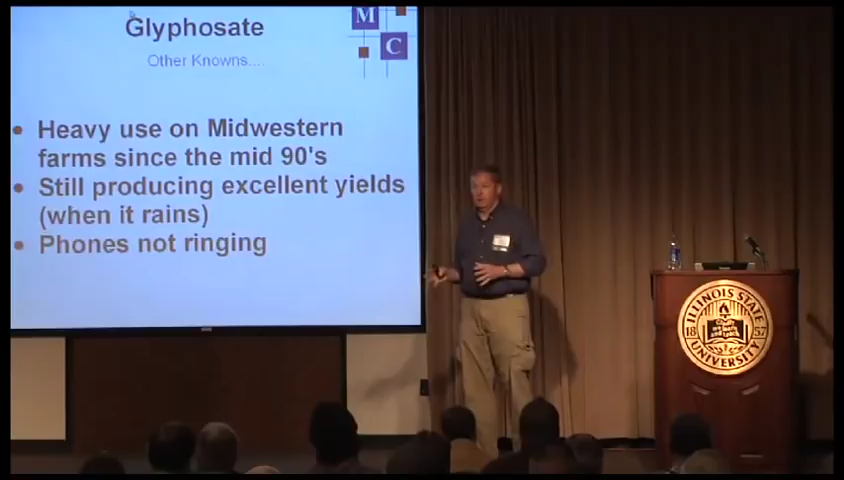 Glyphosate
M
C
Other Knowns....
Heavy use on Midwestern
farms since the mid 90's
Still producing excellent yields
(when it rains)
Phones not ringing
ILLINOIS STATE
18 57
UNIVERSITY